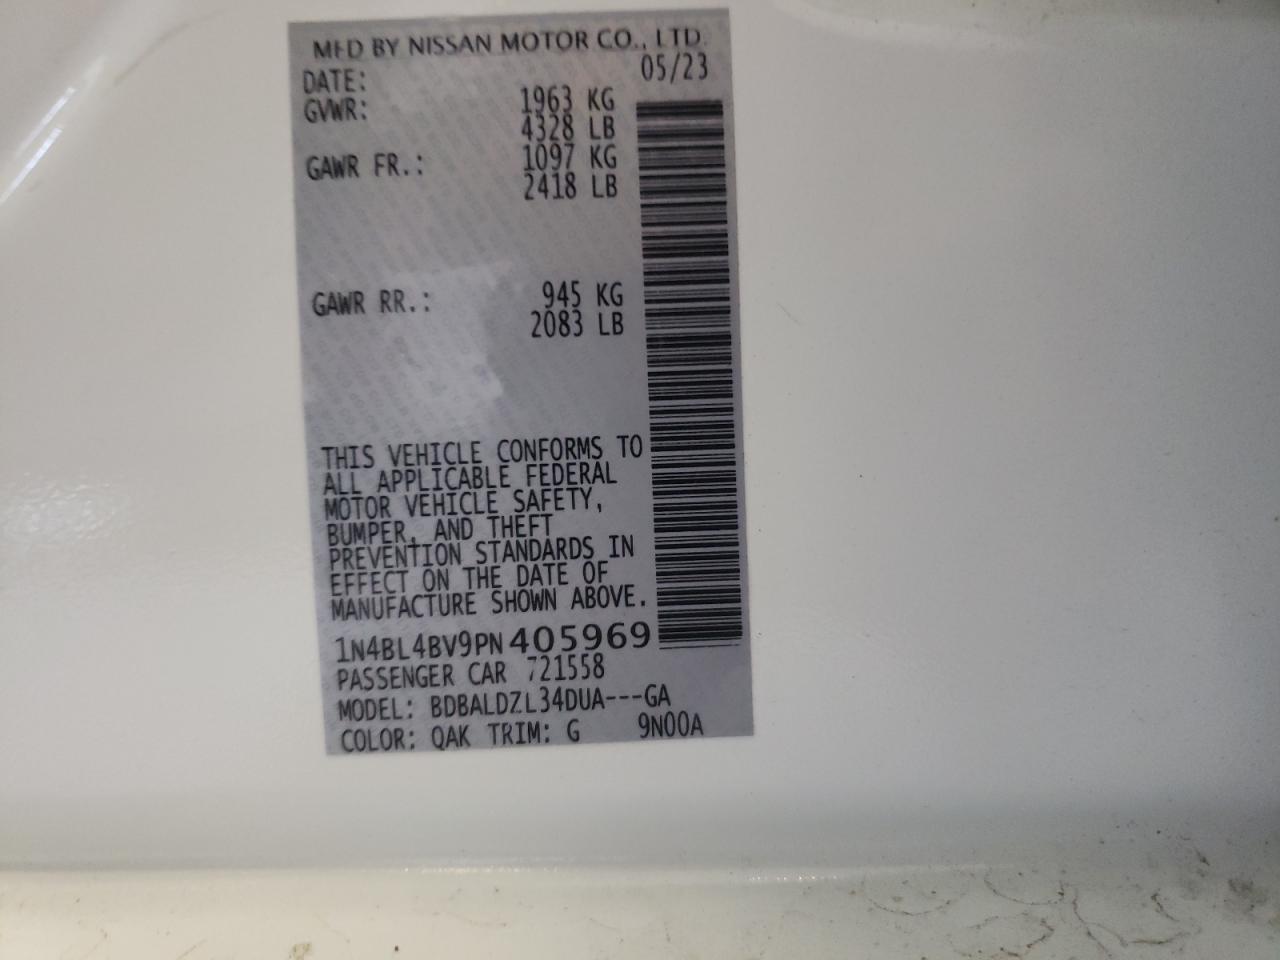 MFD BY NISSAN MOTOR CO., LTD.
DATE: 05/23
GVWR: 1963 KG
4328 LB
GAWR FR.: 1097 KG
2418 LB
GAWR RR.: 945 KG
2083 LB
THIS VEHICLE CONFORMS TO
ALL APPLICABLE FEDERAL
MOTOR VEHICLE SAFETY,
BUMPER, AND THEFT
PREVENTION STANDARDS IN
EFFECT ON THE DATE OF
MANUFACTURE SHOWN ABOVE.
1N4BL4BV9PN405969
PASSENGER CAR 721558
MODEL: BDBALDZL34DUA---GA
COLOR: QAK TRIM: G 9N00A